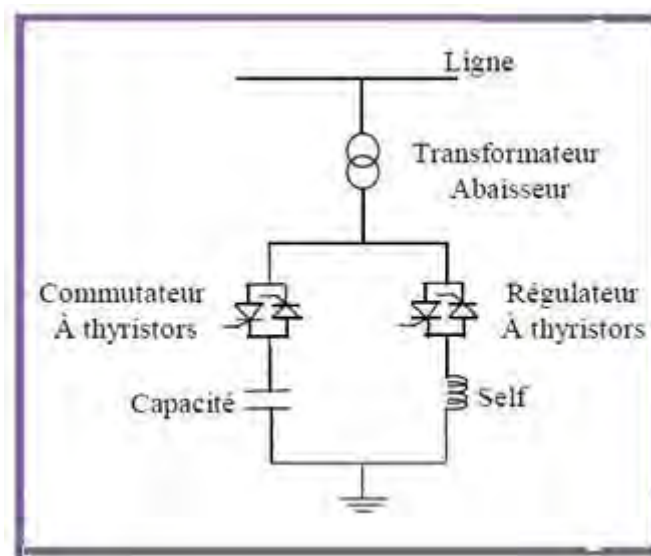 Ligne
Transformateur
Abaisseur
Commutateur
À thyristors
Régulateur
À thyristors
Capacité
Self